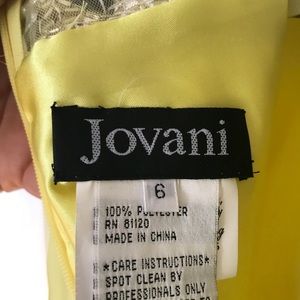 Jovani
6
100% POLYESTER
RN 81120
MADE IN CHINA
*CARE INSTRUCTIONS*
SPOT CLEAN BY
PROFESSIONALS ONLY